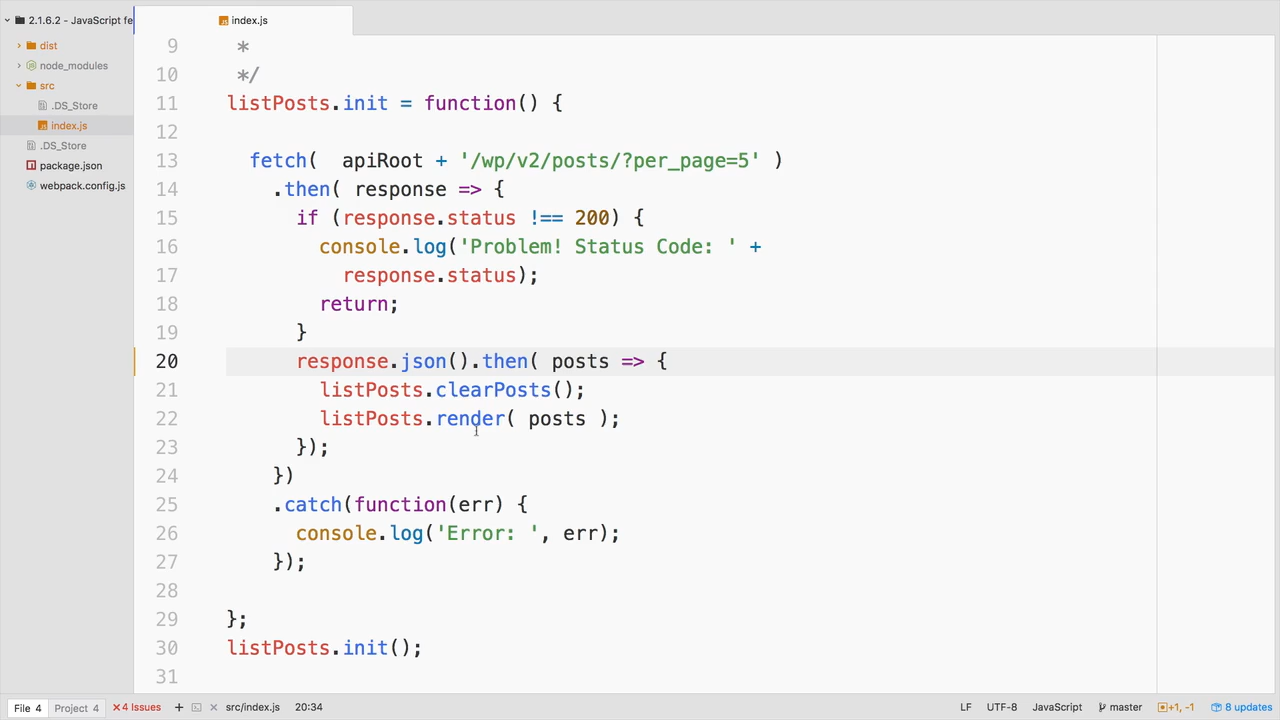 2.1.6.2 - JavaScript fe
index.js
dist
node_modules
src
.DS_Store
index.js
.DS_Store
package.json
webpack.config.js
9 *
10 */
11 listPosts.init = function() {
12
13 fetch(  apiRoot + '/wp/v2/posts/?per_page=5' )
14 .then( response => {
15 if (response.status !== 200) {
16 console.log('Problem! Status Code: ' +
17 response.status);
18 return;
19 }
20 response.json().then( posts => {
21 listPosts.clearPosts();
22 listPosts.render( posts );
23 });
24 })
25 .catch(function(err) {
26 console.log('Error: ', err);
27 });
28
29 };
30 listPosts.init();
31
File 4 Project 4 4 Issues + src/index.js 20:34 LF UTF-8 JavaScript master +1, -1 8 updates